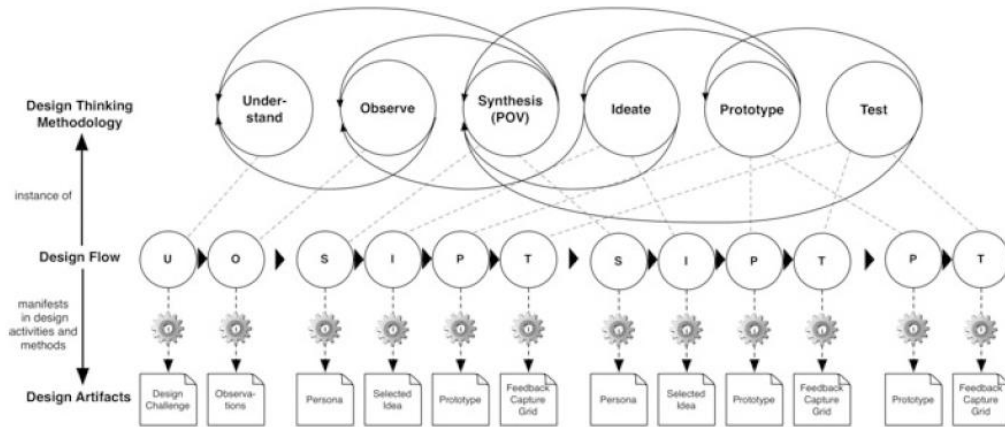 Under-
stand
Observe
Synthesis
(POV)
Ideate
Prototype
Test
Design Thinking
Methodology
instance of
Design Flow
U
O
S
I
P
T
S
I
P
T
P
T
manifests
in design
activities and
methods
Design Artifacts
Design
Challenge
Observa-
tions
Persona
Selected
Idea
Prototype
Feedback
Capture
Grid
Persona
Selected
Idea
Prototype
Feedback
Capture
Grid
Prototype
Feedback
Capture
Grid